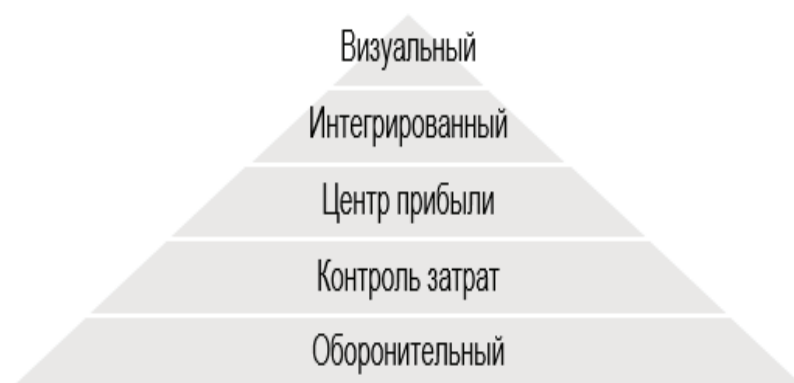 Визуальный
Интегрированный
Центр прибыли
Контроль затрат
Оборонительный